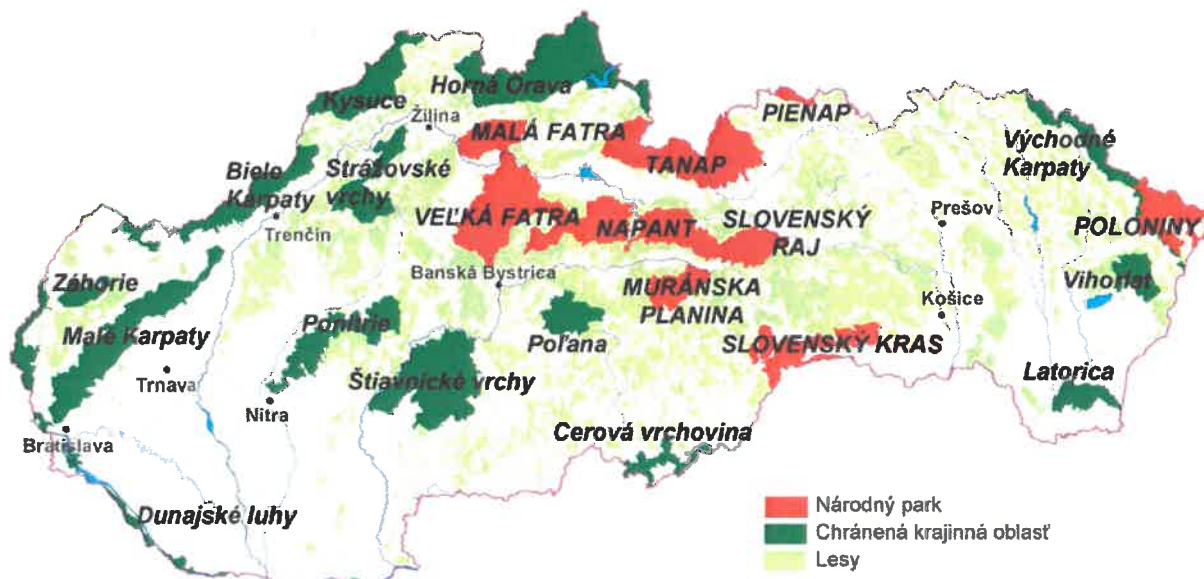 Horná Orava
Kysuce
Žilina
PIENAP
MALÁ FATRA
Východné
Karpaty
TANAP
Strážovské
vrchy
Biele
Karpaty
Prešov
VEĽKÁ FATRA
NAPANT
SLOVENSKÝ
RAJ
POLONINY
Trenčín
Banská Bystrica
Vihorlat
Záhorie
MURÁNSKA
PLANINA
Košice
Malé Karpaty
Ponitrie
Poľana
SLOVENSKÝ KRAS
Latorica
Trnava
Štiavnické vrchy
Nitra
Cerová vrchovina
Bratislava
Dunajské luhy
Národný park
Chránená krajinná oblasť
Lesy